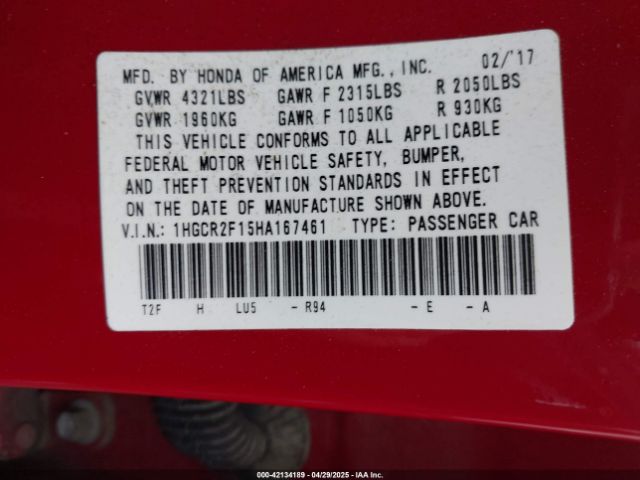 MFD. BY HONDA OF AMERICA MFG., INC. 02/'17
GVWR 4321LBS GAWR F 2315LBS R 2050LBS
GVWR 1960KG GAWR F 1050KG R 930KG
THIS VEHICLE CONFORMS TO ALL APPLICABLE
FEDERAL MOTOR VEHICLE SAFETY, BUMPER,
AND THEFT PREVENTION STANDARDS IN EFFECT
ON THE DATE OF MANUFACTURE SHOWN ABOVE.
V.I.N.: 1HGCR2F15HA167461 TYPE: PASSENGER CAR
T2F H LU5 - R94 - E - A
000-42134189 - 04/29/2025 - IAA Inc.